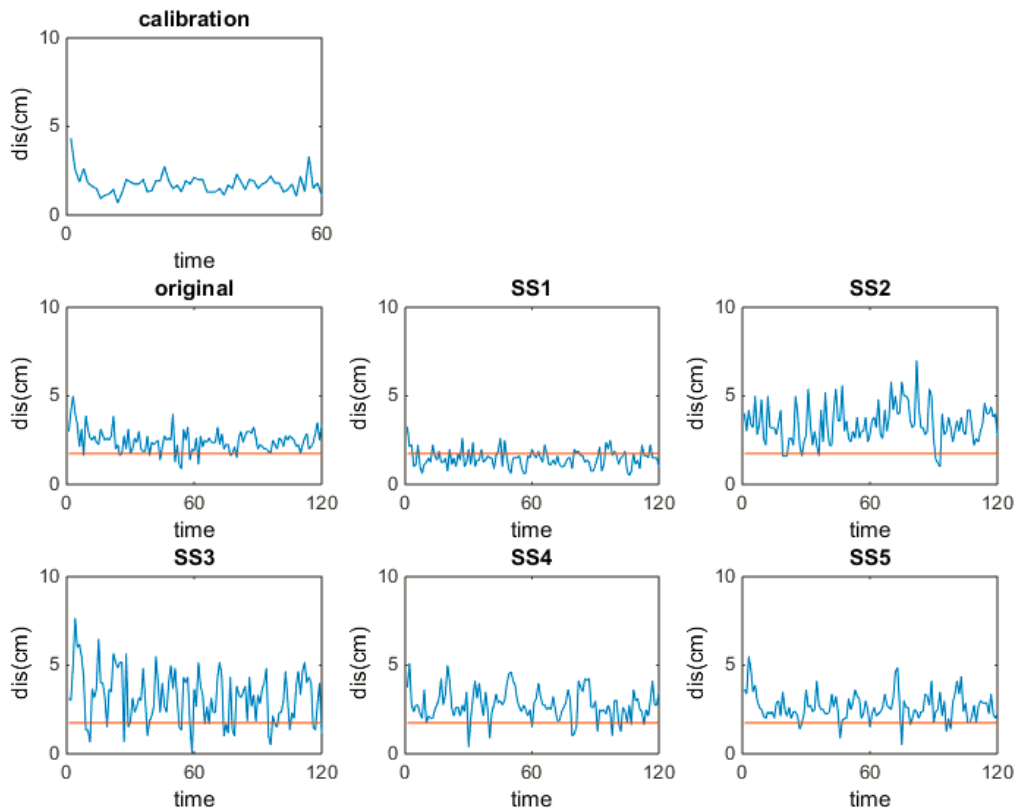 calibration
10
5
0
dis(cm)
0 60
time
original SS1 SS2
10 10 10
5 5 5
0 0 0
dis(cm) dis(cm) dis(cm)
0 60 120 0 60 120 0 60 120
time time time
SS3 SS4 SS5
10 10 10
5 5 5
0 0 0
dis(cm) dis(cm) dis(cm)
0 60 120 0 60 120 0 60 120
time time time